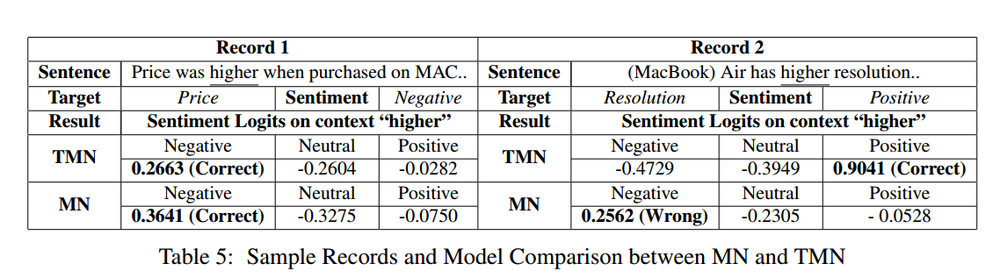 Record 1 Record 2
Sentence Price was higher when purchased on MAC.. Sentence (MacBook) Air has higher resolution..
Target Price Sentiment Negative Target Resolution Sentiment Positive
Result Sentiment Logits on context “higher” Result Sentiment Logits on context “higher”
TMN Negative Neutral Positive TMN Negative Neutral Positive
0.2663 (Correct) -0.2604 -0.0282 -0.4729 -0.3949 0.9041 (Correct)
MN Negative Neutral Positive MN Negative Neutral Positive
0.3641 (Correct) -0.3275 -0.0750 0.2562 (Wrong) -0.2305 - 0.0528
Table 5: Sample Records and Model Comparison between MN and TMN